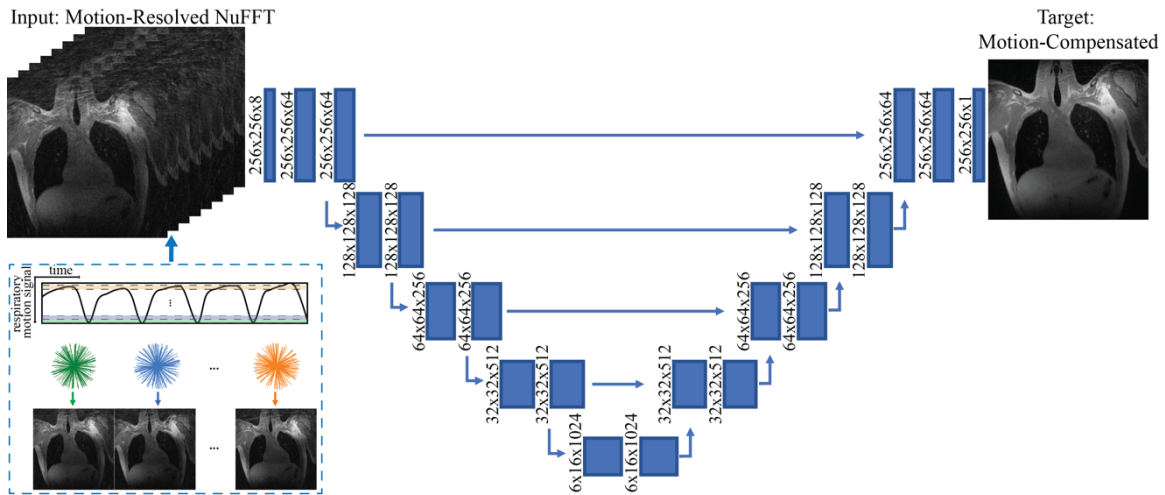 Input: Motion-Resolved NuFFT
Target:
Motion-Compensated
256x256x8
256x256x64
256x256x64
128x128x128
128x128x128
64x64x256
64x64x256
32x32x512
32x32x512
6x16x1024
6x16x1024
32x32x512
32x32x512
64x64x256
64x64x256
128x128x128
128x128x128
256x256x64
256x256x64
256x256x1
time
respiratory
motion signal
...
...
...